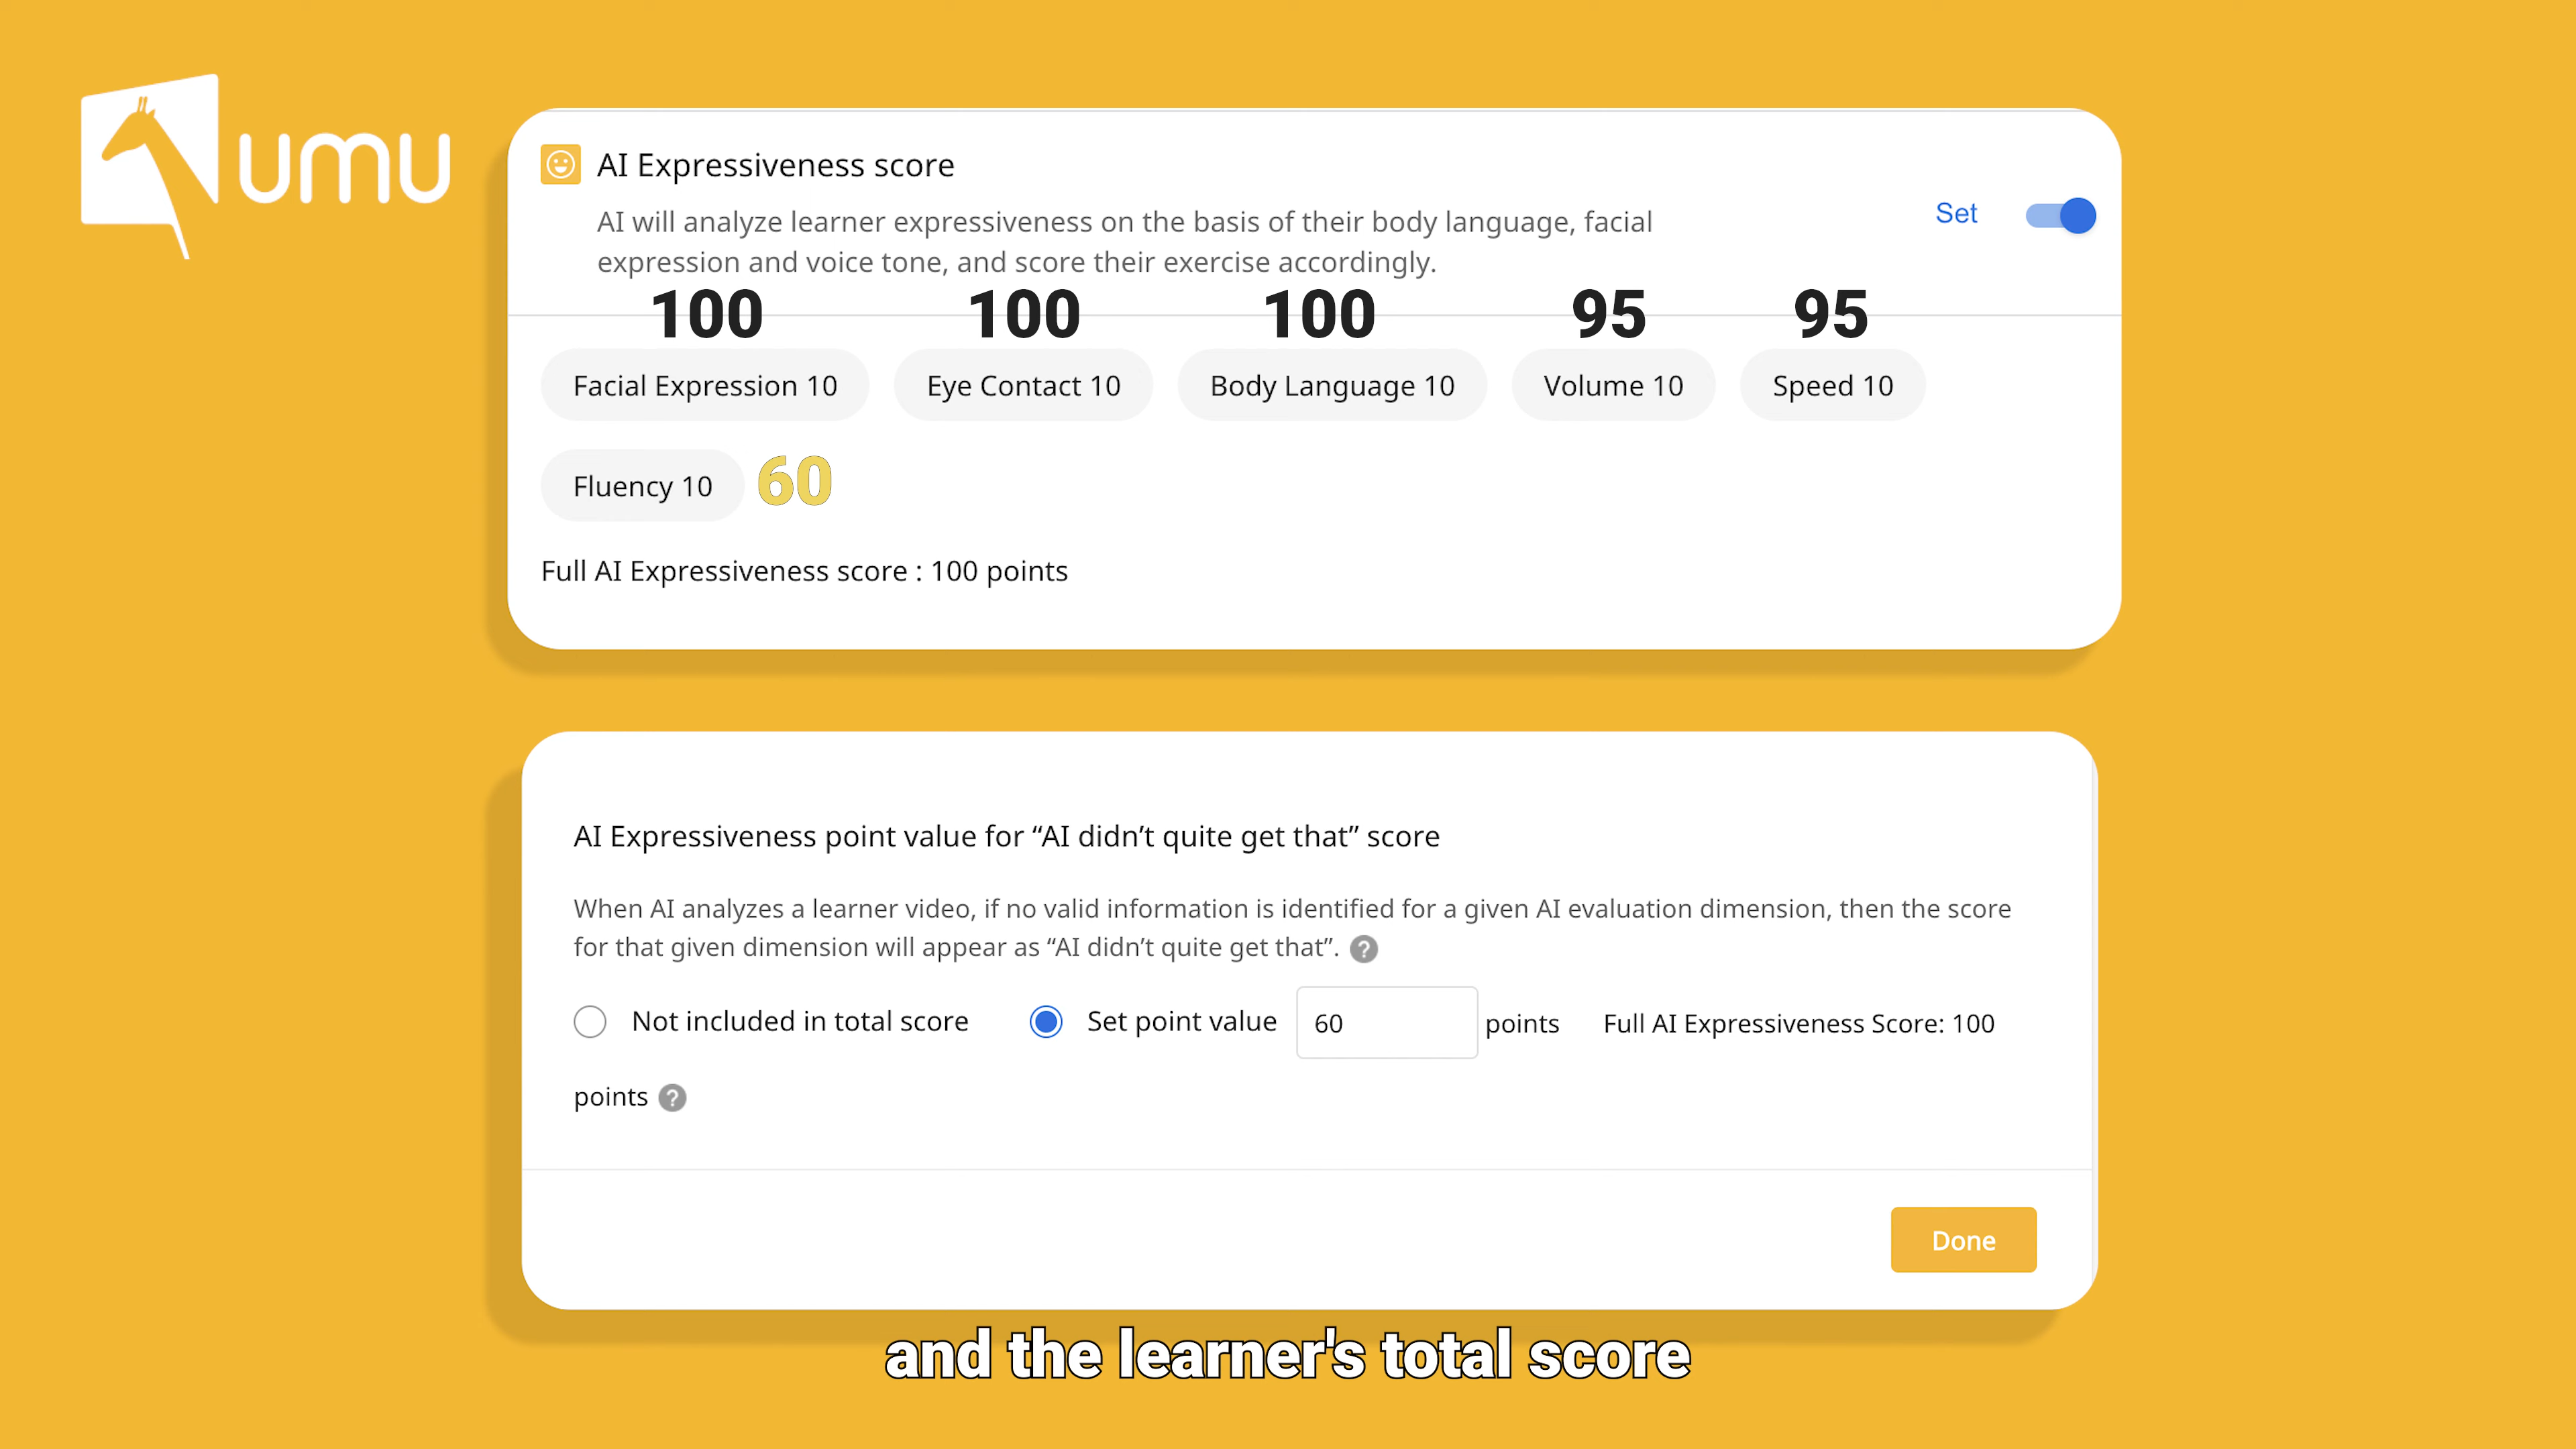 umu
AI Expressiveness score
AI will analyze learner expressiveness on the basis of their body language, facial
expression and voice tone, and score their exercise accordingly.
Set
100 100 100 95 95
Facial Expression 10 Eye Contact 10 Body Language 10 Volume 10 Speed 10
Fluency 10 60
Full AI Expressiveness score : 100 points
AI Expressiveness point value for “AI didn’t quite get that” score
When AI analyzes a learner video, if no valid information is identified for a given AI evaluation dimension, then the score
for that given dimension will appear as “AI didn’t quite get that”. ?
Not included in total score Set point value 60 points Full AI Expressiveness Score: 100
points ?
Done
and the learner's total score